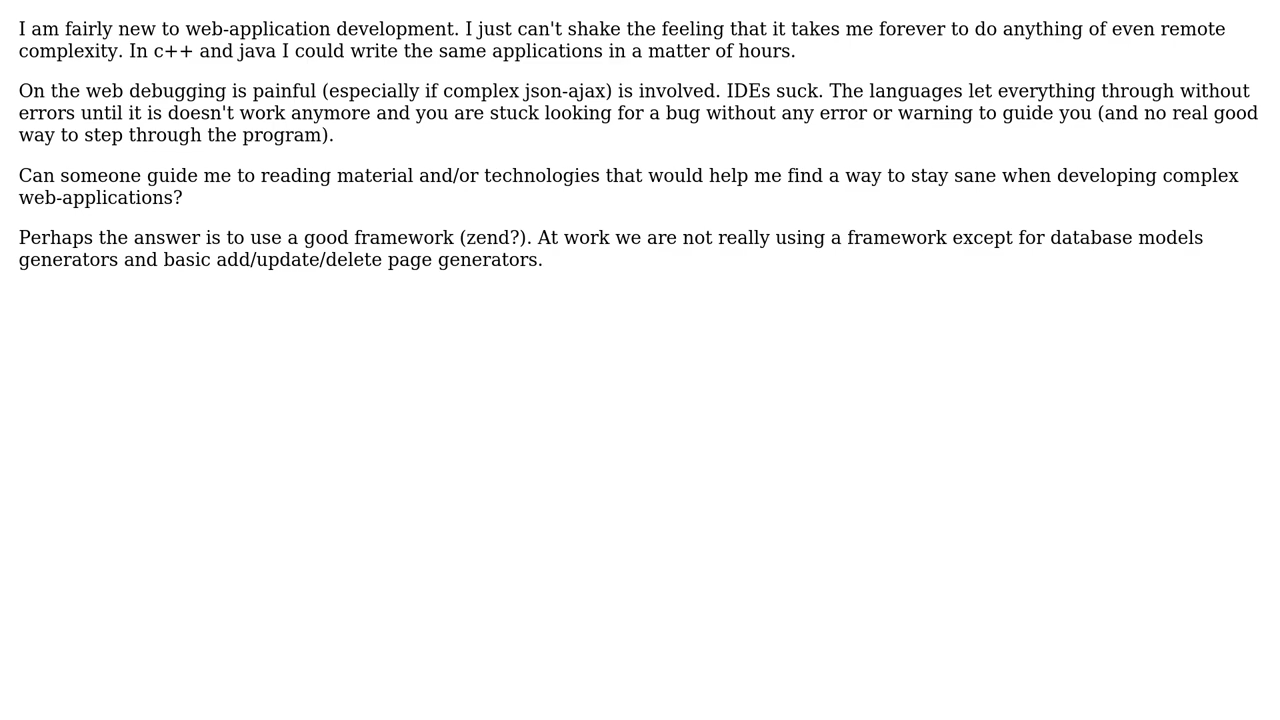 I am fairly new to web-application development. I just can't shake the feeling that it takes me forever to do anything of even remote
complexity. In c++ and java I could write the same applications in a matter of hours.
On the web debugging is painful (especially if complex json-ajax) is involved. IDEs suck. The languages let everything through without
errors until it is doesn't work anymore and you are stuck looking for a bug without any error or warning to guide you (and no real good
way to step through the program).
Can someone guide me to reading material and/or technologies that would help me find a way to stay sane when developing complex
web-applications?
Perhaps the answer is to use a good framework (zend?). At work we are not really using a framework except for database models
generators and basic add/update/delete page generators.